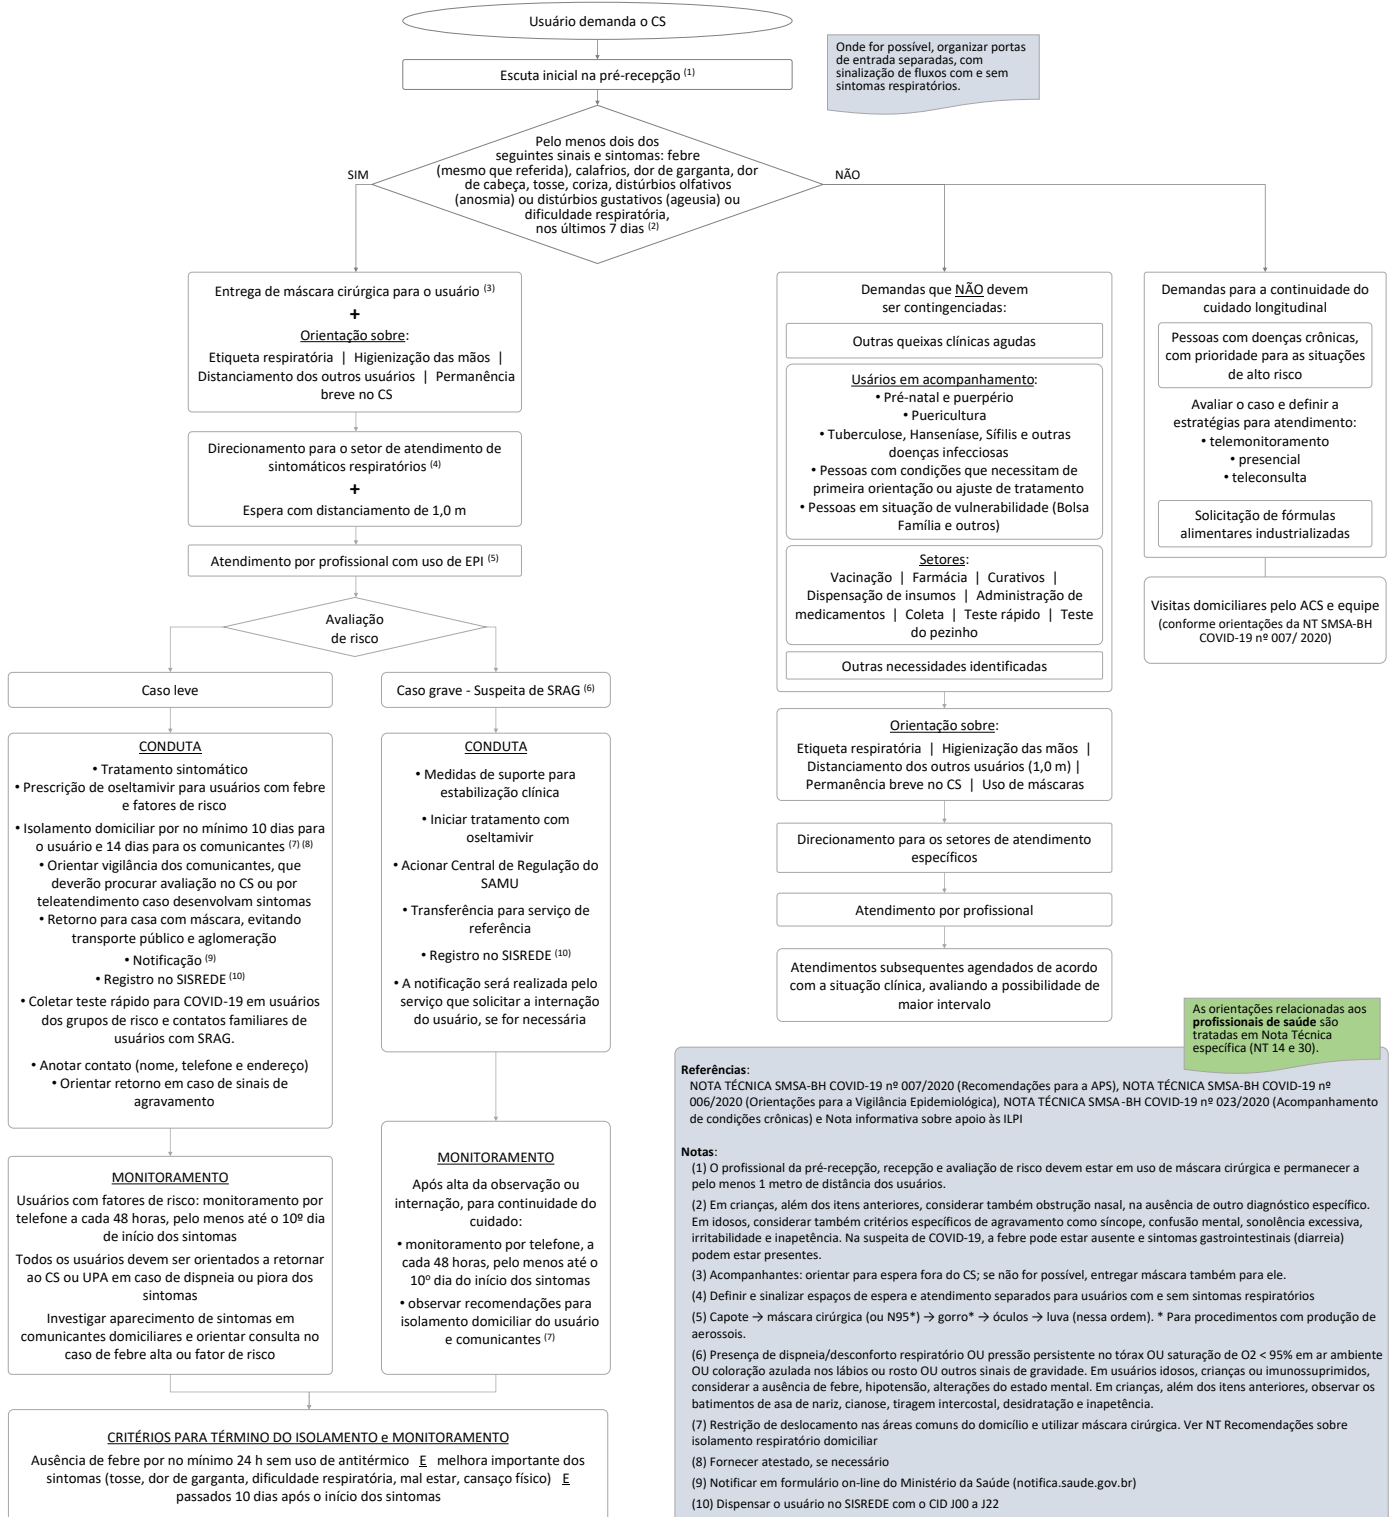 Usuário demanda o CS
Onde for possível, organizar portas
de entrada separadas, com
sinalização de fluxos com e sem
sintomas respiratórios.
Escuta inicial na pré-recepção (1)
Pelo menos dois dos
seguintes sinais e sintomas: febre
(mesmo que referida), calafrios, dor de garganta, dor
de cabeça, tosse, coriza, distúrbios olfativos
(anosmia) ou distúrbios gustativos (ageusia) ou
dificuldade respiratória,
nos últimos 7 dias (2)
SIM
NÃO
Entrega de máscara cirúrgica para o usuário (3)
+
Orientação sobre:
Etiqueta respiratória | Higienização das mãos |
Distanciamento dos outros usuários | Permanência
breve no CS
Direcionamento para o setor de atendimento de
sintomáticos respiratórios (4)
+
Espera com distanciamento de 1,0 m
Atendimento por profissional com uso de EPI (5)
Avaliação
de risco
Caso leve
Caso grave - Suspeita de SRAG (6)
CONDUTA
• Tratamento sintomático
• Prescrição de oseltamivir para usuários com febre
e fatores de risco
• Isolamento domiciliar por no mínimo 10 dias para
o usuário e 14 dias para os comunicantes (7) (8)
• Orientar vigilância dos comunicantes, que
deverão procurar avaliação no CS ou por
teleatendimento caso desenvolvam sintomas
• Retorno para casa com máscara, evitando
transporte público e aglomeração
• Notificação (9)
• Registro no SISREDE (10)
• Coletar teste rápido para COVID-19 em usuários
dos grupos de risco e contatos familiares de
usuários com SRAG.
• Anotar contato (nome, telefone e endereço)
• Orientar retorno em caso de sinais de
agravamento
CONDUTA
• Medidas de suporte para
estabilização clínica
• Iniciar tratamento com
oseltamivir
• Acionar Central de Regulação do
SAMU
• Transferência para serviço de
referência
• Registro no SISREDE (10)
• A notificação será realizada pelo
serviço que solicitar a internação
do usuário, se for necessária
MONITORAMENTO
Usuários com fatores de risco: monitoramento por
telefone a cada 48 horas, pelo menos até o 10º dia
de início dos sintomas
Todos os usuários devem ser orientados a retornar
ao CS ou UPA em caso de dispneia ou piora dos
sintomas
Investigar aparecimento de sintomas em
comunicantes domiciliares e orientar consulta no
caso de febre alta ou fator de risco
MONITORAMENTO
Após alta da observação ou
internação, para continuidade do
cuidado:
• monitoramento por telefone, a
cada 48 horas, pelo menos até o
10º dia do início dos sintomas
• observar recomendações para
isolamento domiciliar do usuário
e comunicantes (7)
CRITÉRIOS PARA TÉRMINO DO ISOLAMENTO e MONITORAMENTO
Ausência de febre por no mínimo 24 h sem uso de antitérmico E melhora importante dos
sintomas (tosse, dor de garganta, dificuldade respiratória, mal estar, cansaço físico) E
passados 10 dias após o início dos sintomas
Demandas que NÃO devem
ser contingenciadas:
Outras queixas clínicas agudas
Usários em acompanhamento:
• Pré-natal e puerpério
• Puericultura
• Tuberculose, Hanseníase, Sífilis e outras
doenças infecciosas
• Pessoas com condições que necessitam de
primeira orientação ou ajuste de tratamento
• Pessoas em situação de vulnerabilidade (Bolsa
Família e outros)
Setores:
Vacinação | Farmácia | Curativos |
Dispensação de insumos | Administração de
medicamentos | Coleta | Teste rápido | Teste
do pezinho
Outras necessidades identificadas
Orientação sobre:
Etiqueta respiratória | Higienização das mãos |
Distanciamento dos outros usuários (1,0 m) |
Permanência breve no CS | Uso de máscaras
Direcionamento para os setores de atendimento
específicos
Atendimento por profissional
Atendimentos subsequentes agendados de acordo
com a situação clínica, avaliando a possibilidade de
maior intervalo
Demandas para a continuidade do
cuidado longitudinal
Pessoas com doenças crônicas,
com prioridade para as situações
de alto risco
Avaliar o caso e definir a
estratégias para atendimento:
• telemonitoramento
• presencial
• teleconsulta
Solicitação de fórmulas
alimentares industrializadas
Visitas domiciliares pelo ACS e equipe
(conforme orientações da NT SMSA-BH
COVID-19 nº 007/ 2020)
As orientações relacionadas aos
profissionais de saúde são
tratadas em Nota Técnica
específica (NT 14 e 30).
Referências:
NOTA TÉCNICA SMSA-BH COVID-19 nº 007/2020 (Recomendações para a APS), NOTA TÉCNICA SMSA-BH COVID-19 nº
006/2020 (Orientações para a Vigilância Epidemiológica), NOTA TÉCNICA SMSA-BH COVID-19 nº 023/2020 (Acompanhamento
de condições crônicas) e Nota informativa sobre apoio às ILPI
Notas:
(1) O profissional da pré-recepção, recepção e avaliação de risco devem estar em uso de máscara cirúrgica e permanecer a
pelo menos 1 metro de distância dos usuários.
(2) Em crianças, além dos itens anteriores, considerar também obstrução nasal, na ausência de outro diagnóstico específico.
Em idosos, considerar também critérios específicos de agravamento como síncope, confusão mental, sonolência excessiva,
irritabilidade e inapetência. Na suspeita de COVID-19, a febre pode estar ausente e sintomas gastrointestinais (diarreia)
podem estar presentes.
(3) Acompanhantes: orientar para espera fora do CS; se não for possível, entregar máscara também para ele.
(4) Definir e sinalizar espaços de espera e atendimento separados para usuários com e sem sintomas respiratórios
(5) Capote → máscara cirúrgica (ou N95*) → gorro* → óculos → luva (nessa ordem). * Para procedimentos com produção de
aerossois.
(6) Presença de dispneia/desconforto respiratório OU pressão persistente no tórax OU saturação de O2 < 95% em ar ambiente
OU coloração azulada nos lábios ou rosto OU outros sinais de gravidade. Em usuários idosos, crianças ou imunossuprimidos,
considerar a ausência de febre, hipotensão, alterações do estado mental. Em crianças, além dos itens anteriores, observar os
batimentos de asa de nariz, cianose, tiragem intercostal, desidratação e inapetência.
(7) Restrição de deslocamento nas áreas comuns do domicílio e utilizar máscara cirúrgica. Ver NT Recomendações sobre
isolamento respiratório domiciliar
(8) Fornecer atestado, se necessário
(9) Notificar em formulário on-line do Ministério da Saúde (notifica.saude.gov.br)
(10) Dispensar o usuário no SISREDE com o CID J00 a J22